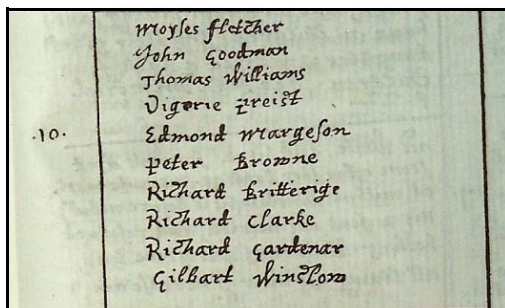 Moyses fletcher
John Goodman
Thomas Williams
Digerie Preist
·10· Edmond Margeson
Peter Browne
Richard Britterige
Richard Clarke
Richard Gardenar
Gilbart Winslow